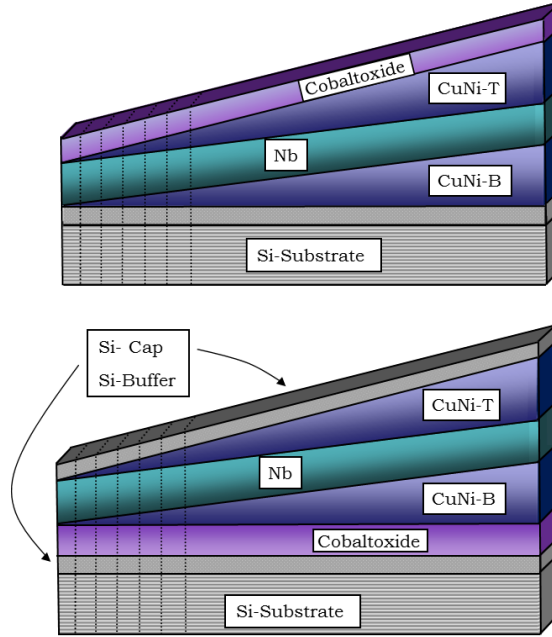 Cobaltoxide
CuNi-T
Nb
CuNi-B
Si-Substrate
Si- Cap
Si-Buffer
CuNi-T
Nb
CuNi-B
Cobaltoxide
Si-Substrate